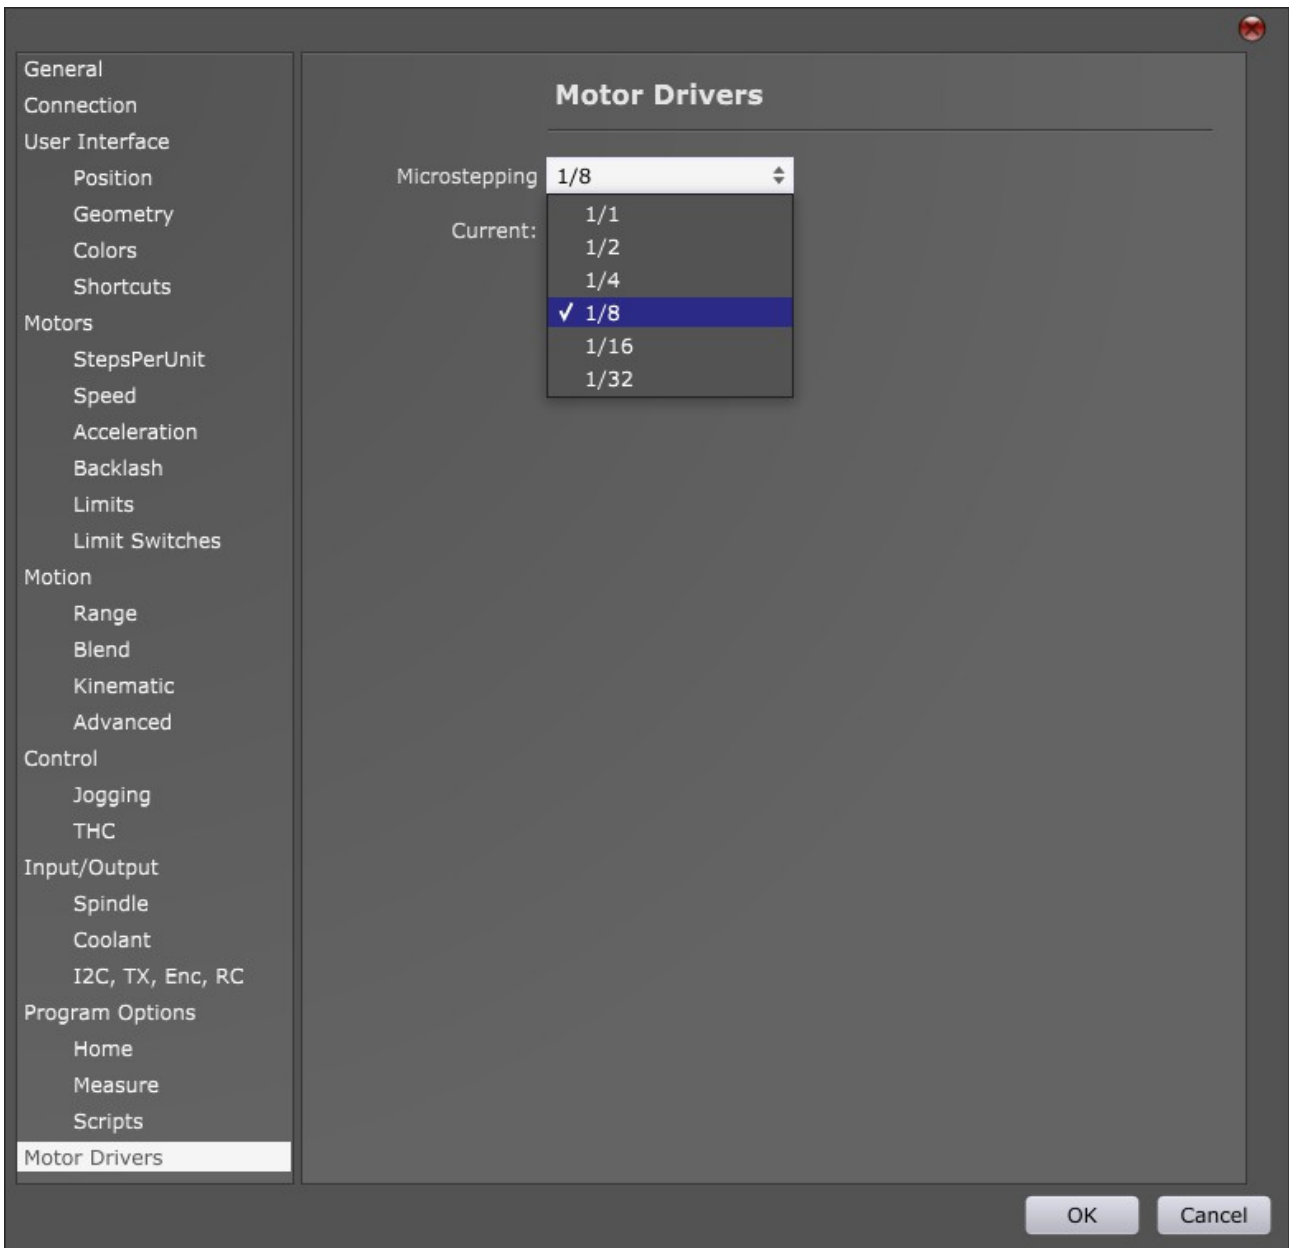 General
Connection
User Interface
Position
Geometry
Colors
Shortcuts
Motors
StepsPerUnit
Speed
Acceleration
Backlash
Limits
Limit Switches
Motion
Range
Blend
Kinematic
Advanced
Control
Jogging
THC
Input/Output
Spindle
Coolant
I2C, TX, Enc, RC
Program Options
Home
Measure
Scripts
Motor Drivers
Motor Drivers
Microstepping 1/8
Current:
1/1
1/2
1/4
✓ 1/8
1/16
1/32
OK Cancel